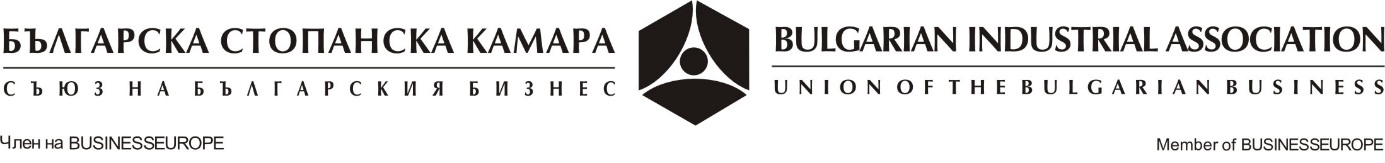 БЪЛГАРСКА СТОПАНСКА КАМАРА
СЪЮЗ НА БЪЛГАРСКИЯ БИЗНЕС
Член на BUSINESSEUROPE
BULGARIAN INDUSTRIAL ASSOCIATION
UNION OF THE BULGARIAN BUSINESS
Member of BUSINESSEUROPE